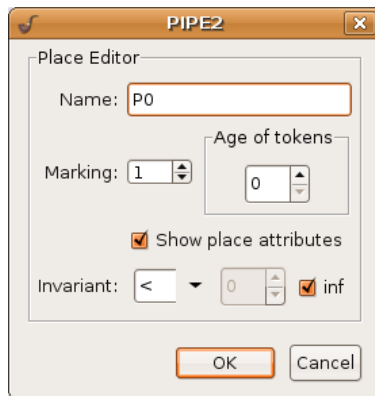 PIPE2
Place Editor
Name: P0
Age of tokens
Marking: 1
0
Show place attributes
Invariant: < 0 inf
OK Cancel